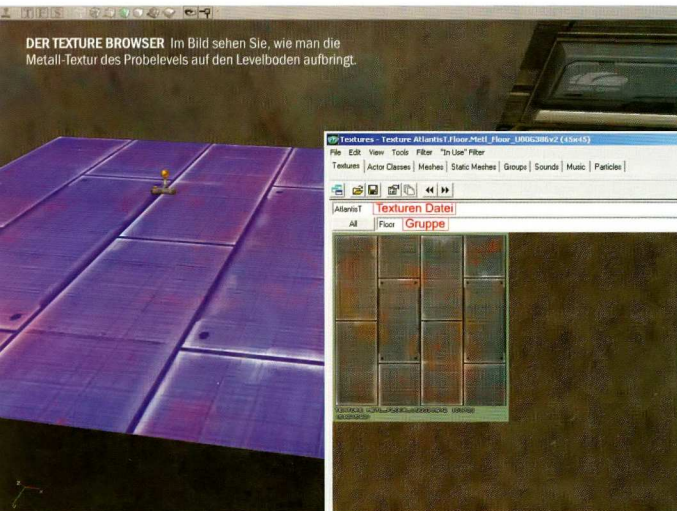 DER TEXTURE BROWSER Im Bild sehen Sie, wie man die
Metall-Textur des Probelevels auf den Levelboden aufbringt.
Textures - Texture AtlantisT.Floor.Metl_Floor_U00G386v2 (45x45)
File Edit View Tools Filter "In Use" Filter
Textures Actor Classes Meshes Static Meshes Groups Sounds Music Particles
AtlantisT Texturen Datei
All Floor Gruppe